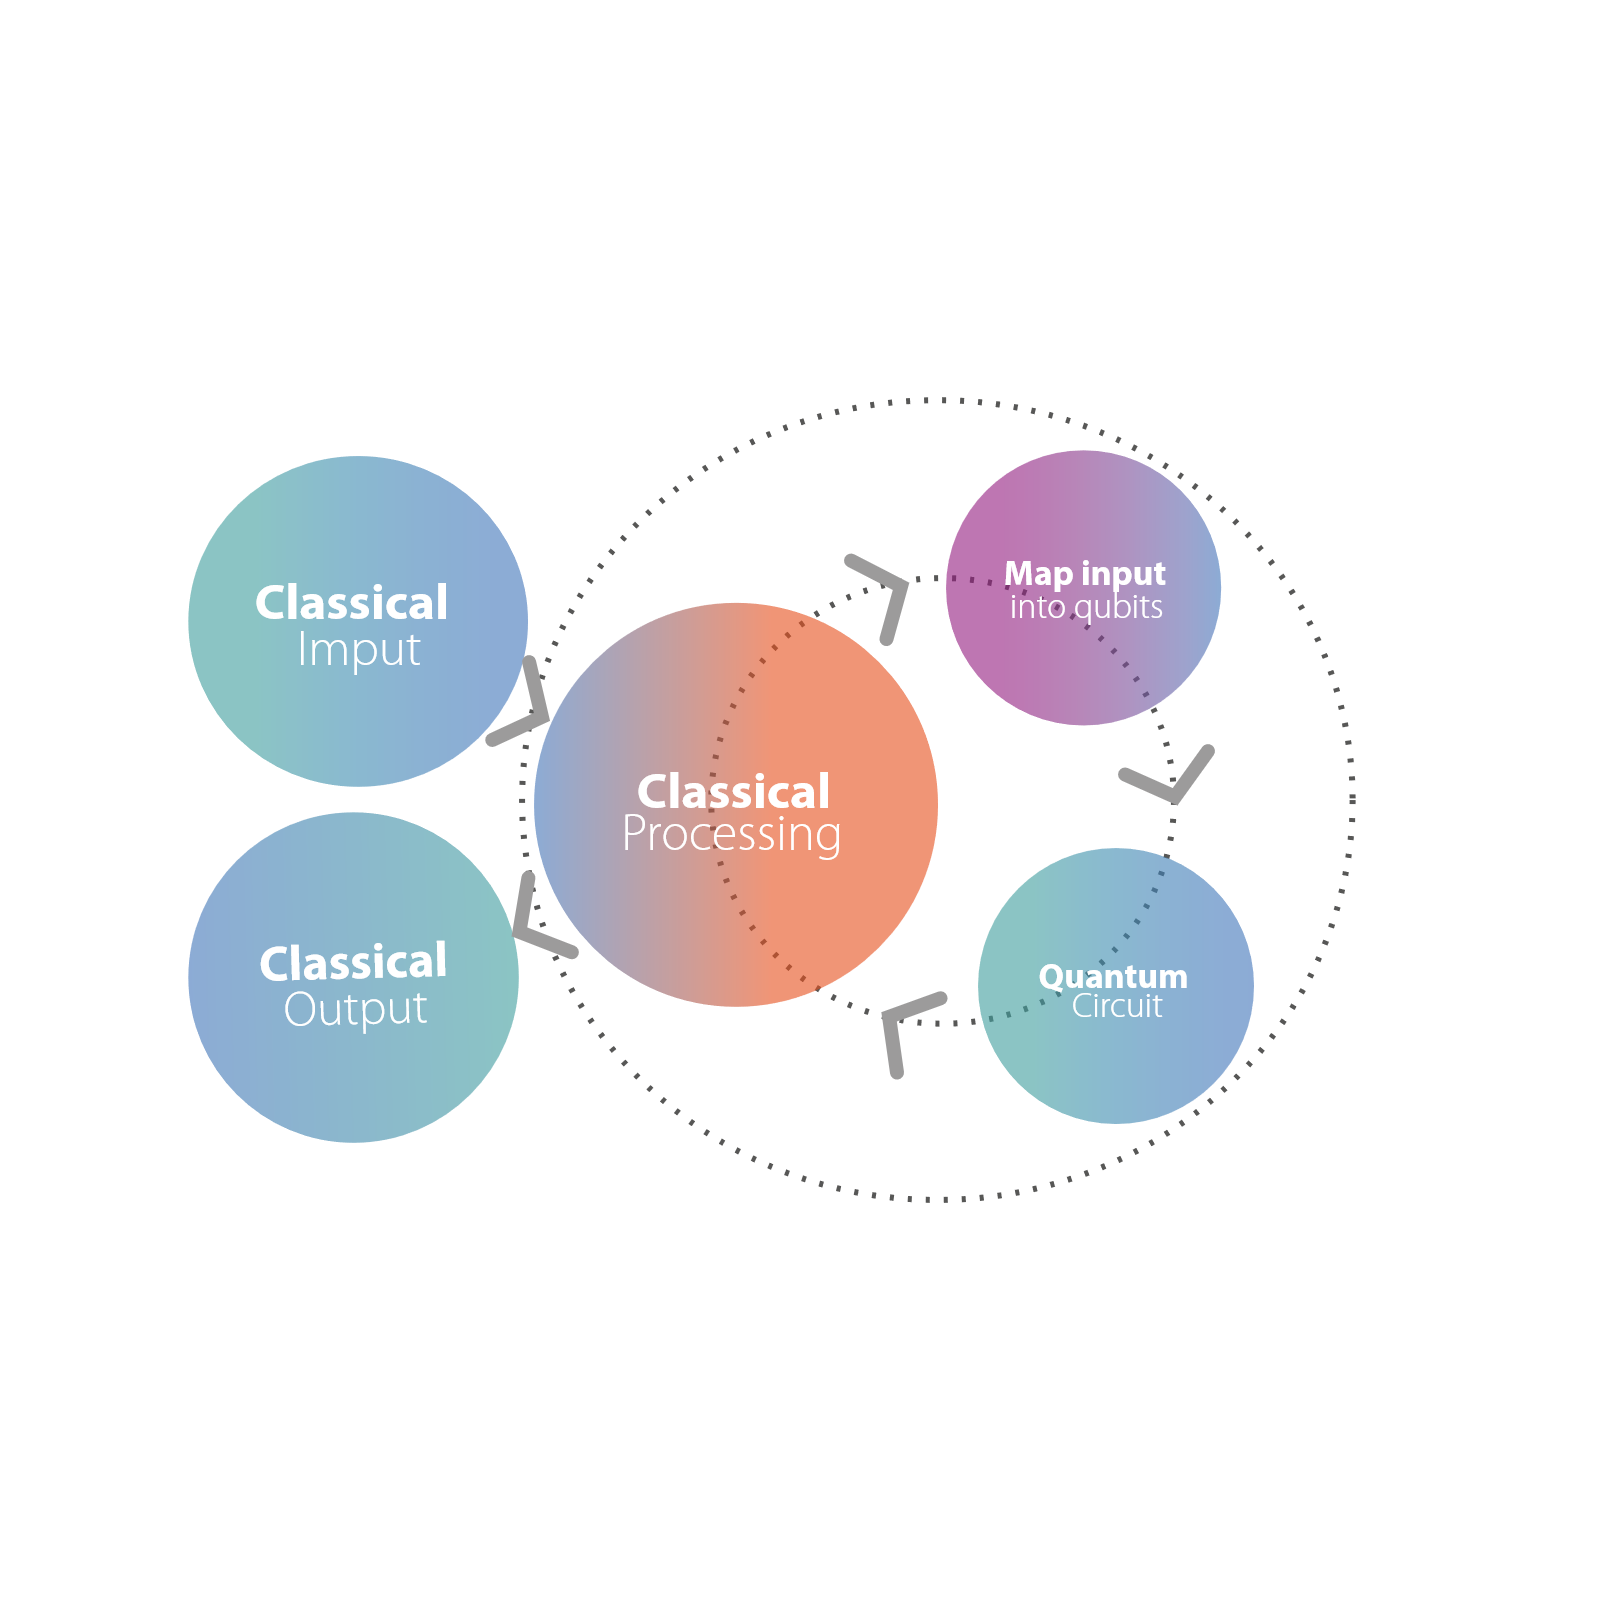 Classical
Imput
Classical
Processing
Map input
into qubits
Quantum
Circuit
Classical
Output